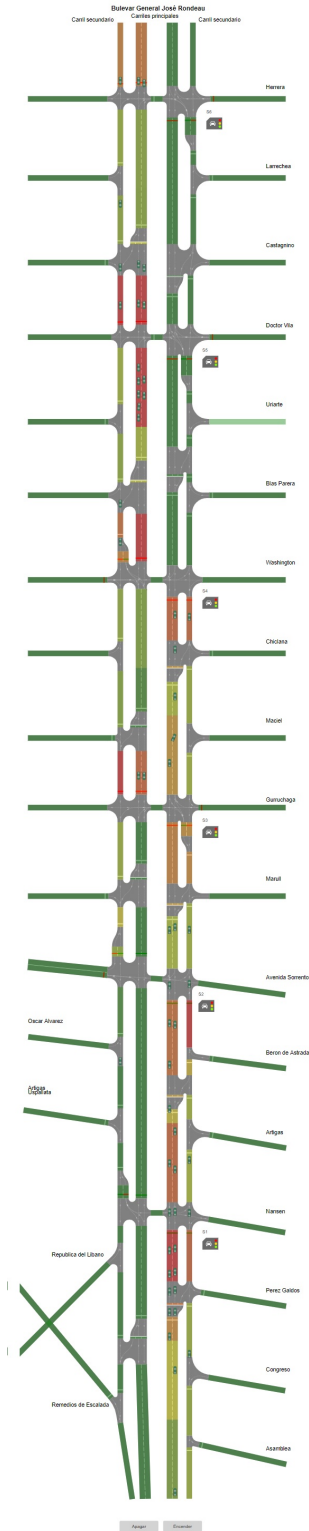 Bulevar General José Rondeau
Carril secundario
Carriles principales
Carril secundario
Herrera
S6
Larrechea
Castagnino
Doctor Vila
S5
Uriarte
Blas Parera
Washington
S4
Chiclana
Maciel
Gurruchaga
S3
Marull
Avenida Sorrento
S2
Oscar Alvarez
Beron de Astrada
Artigas
Uspallata
Artigas
Nansen
S1
Republica del Libano
Perez Galdos
Congreso
Remedios de Escalada
Asamblea
Apagar
Encender